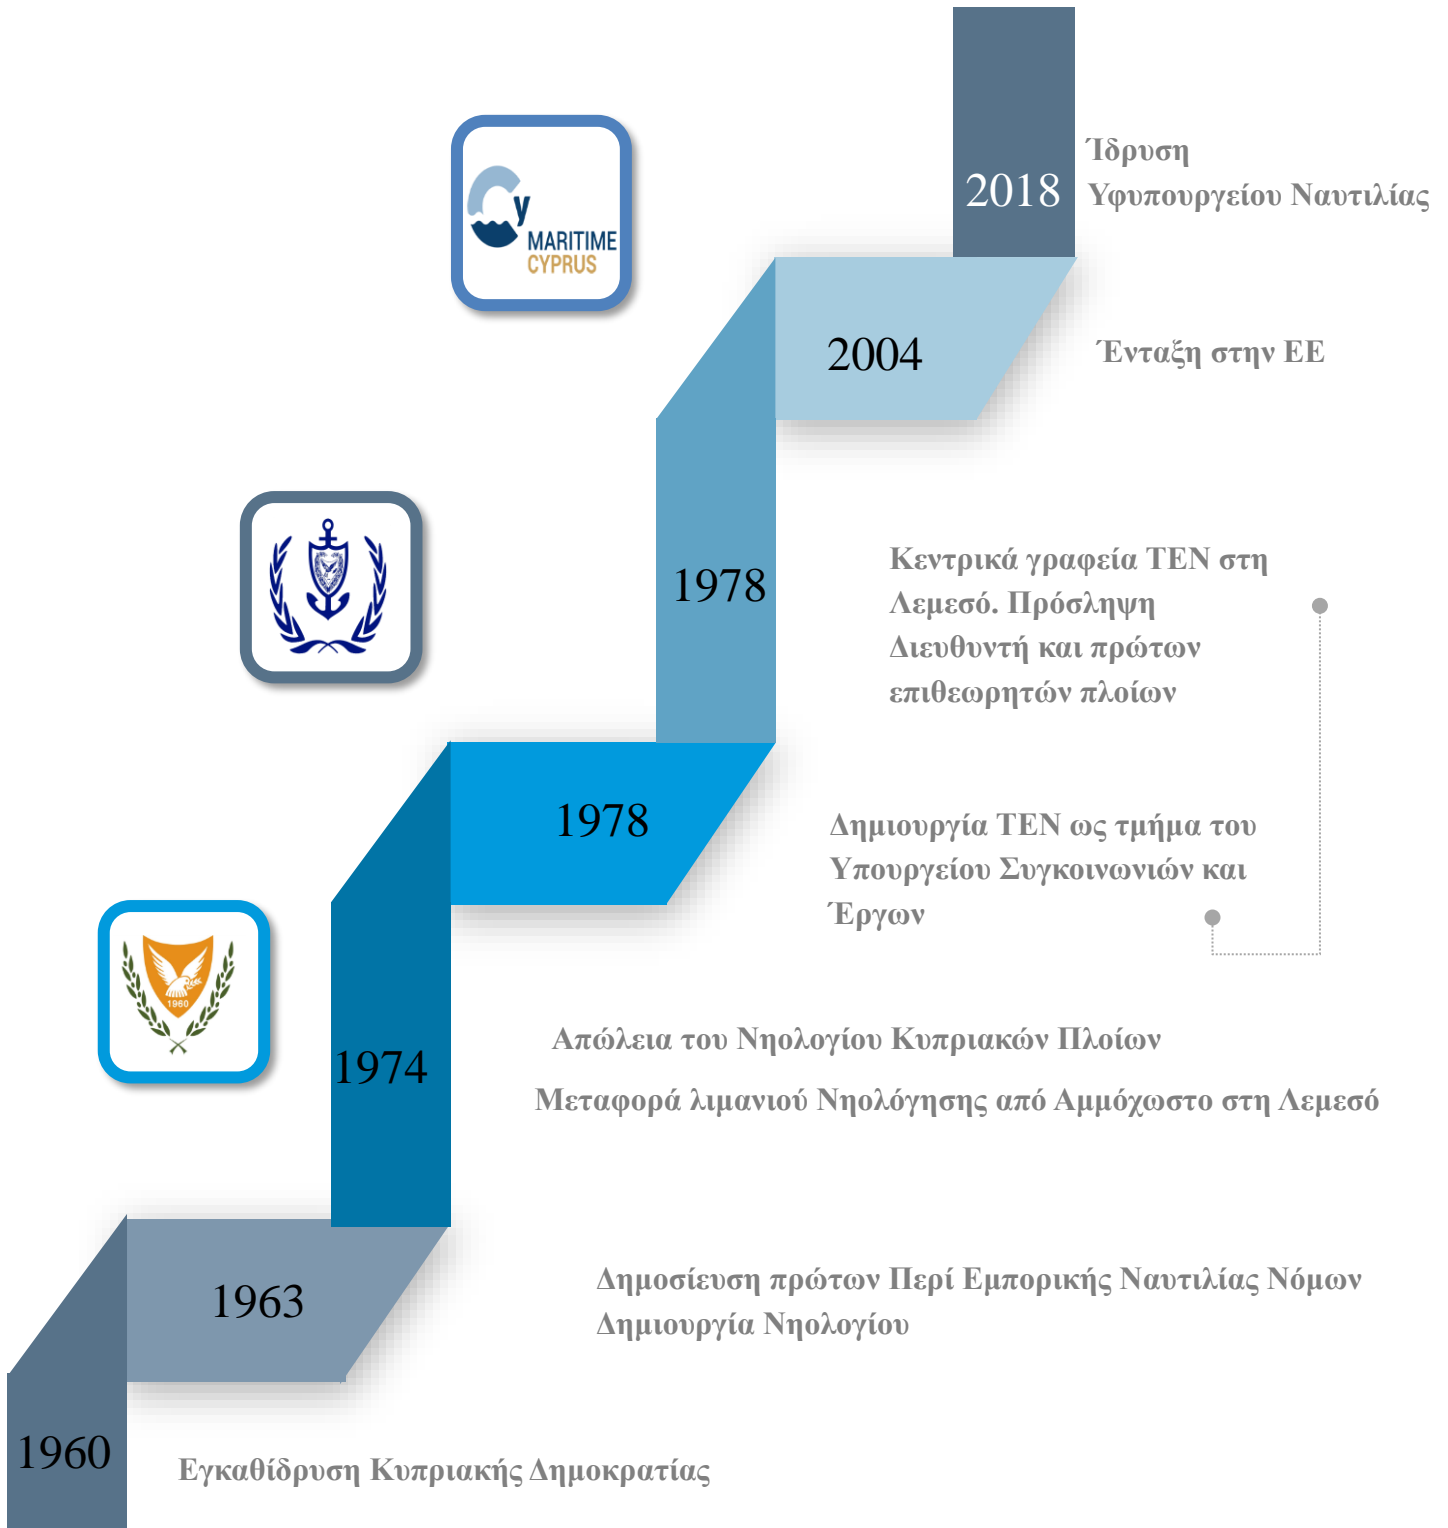 2018
Ίδρυση
Υφυπουργείου Ναυτιλίας
y
MARITIME
CYPRUS
2004
Ένταξη στην ΕΕ
1978
Κεντρικά γραφεία ΤΕΝ στη
Λεμεσό. Πρόσληψη
Διευθυντή και πρώτων
επιθεωρητών πλοίων
1978
Δημιουργία ΤΕΝ ως τμήμα του
Υπουργείου Συγκοινωνιών και
Έργων
1960
1974
Απώλεια του Νηολογίου Κυπριακών Πλοίων
Μεταφορά λιμανιού Νηολόγησης από Αμμόχωστο στη Λεμεσό
1963
Δημοσίευση πρώτων Περί Εμπορικής Ναυτιλίας Νόμων
Δημιουργία Νηολογίου
1960
Εγκαθίδρυση Κυπριακής Δημοκρατίας